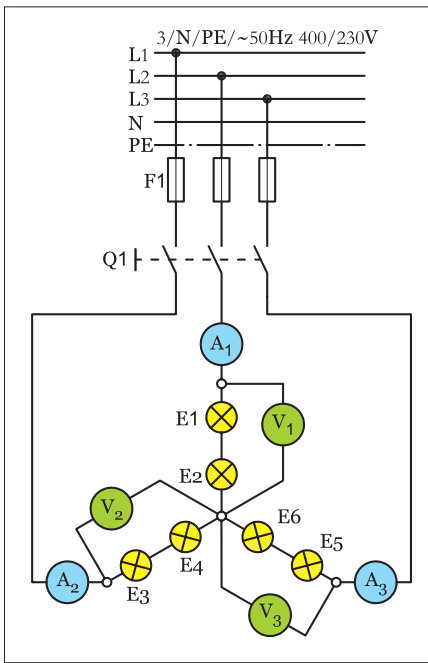 3/N/PE/~50Hz 400/230V
L1
L2
L3
N
PE
F1
Q1
A1
E1
V1
E2
V2
E6
E5
E4
A2
E3
A3
V3